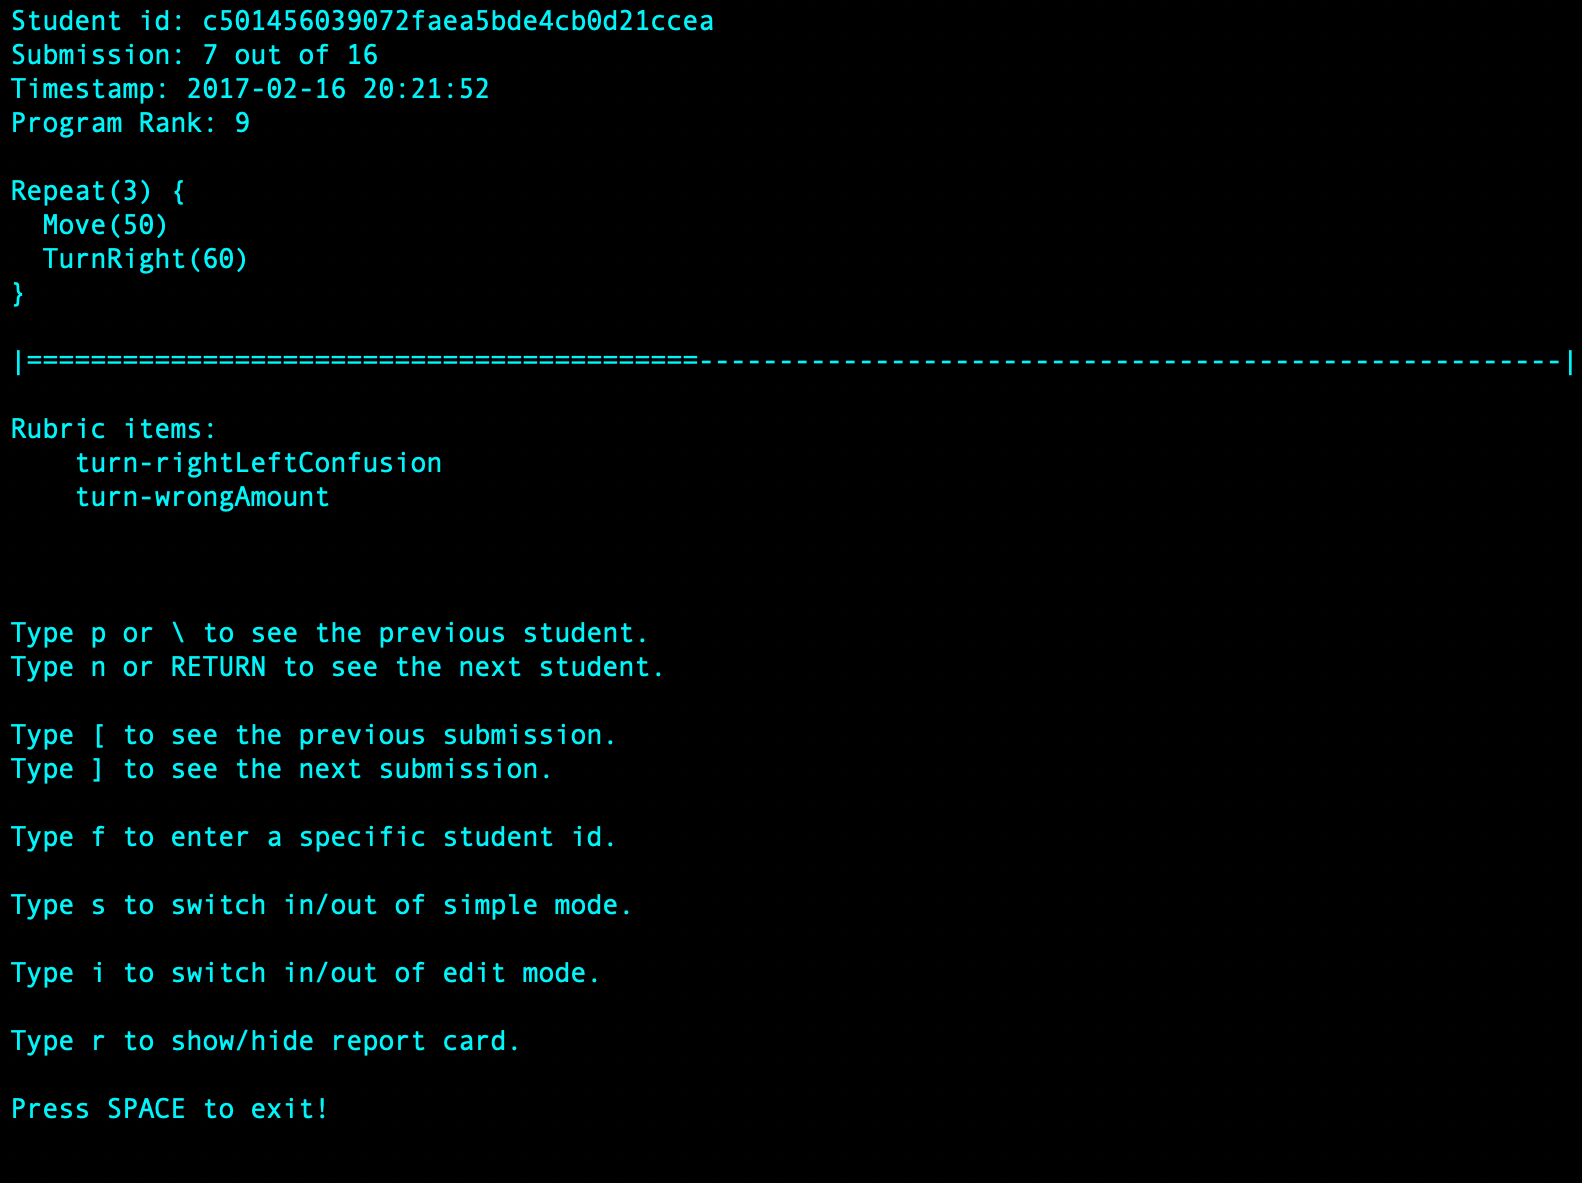 Student id: c501456039072faea5bde4cb0d21ccea
Submission: 7 out of 16
Timestamp: 2017-02-16 20:21:52
Program Rank: 9
Repeat(3) {
  Move(50)
  TurnRight(60)
}
|==========================================------------------------------------------------------|
Rubric items:
    turn-rightLeftConfusion
    turn-wrongAmount
Type p or \ to see the previous student.
Type n or RETURN to see the next student.
Type [ to see the previous submission.
Type ] to see the next submission.
Type f to enter a specific student id.
Type s to switch in/out of simple mode.
Type i to switch in/out of edit mode.
Type r to show/hide report card.
Press SPACE to exit!